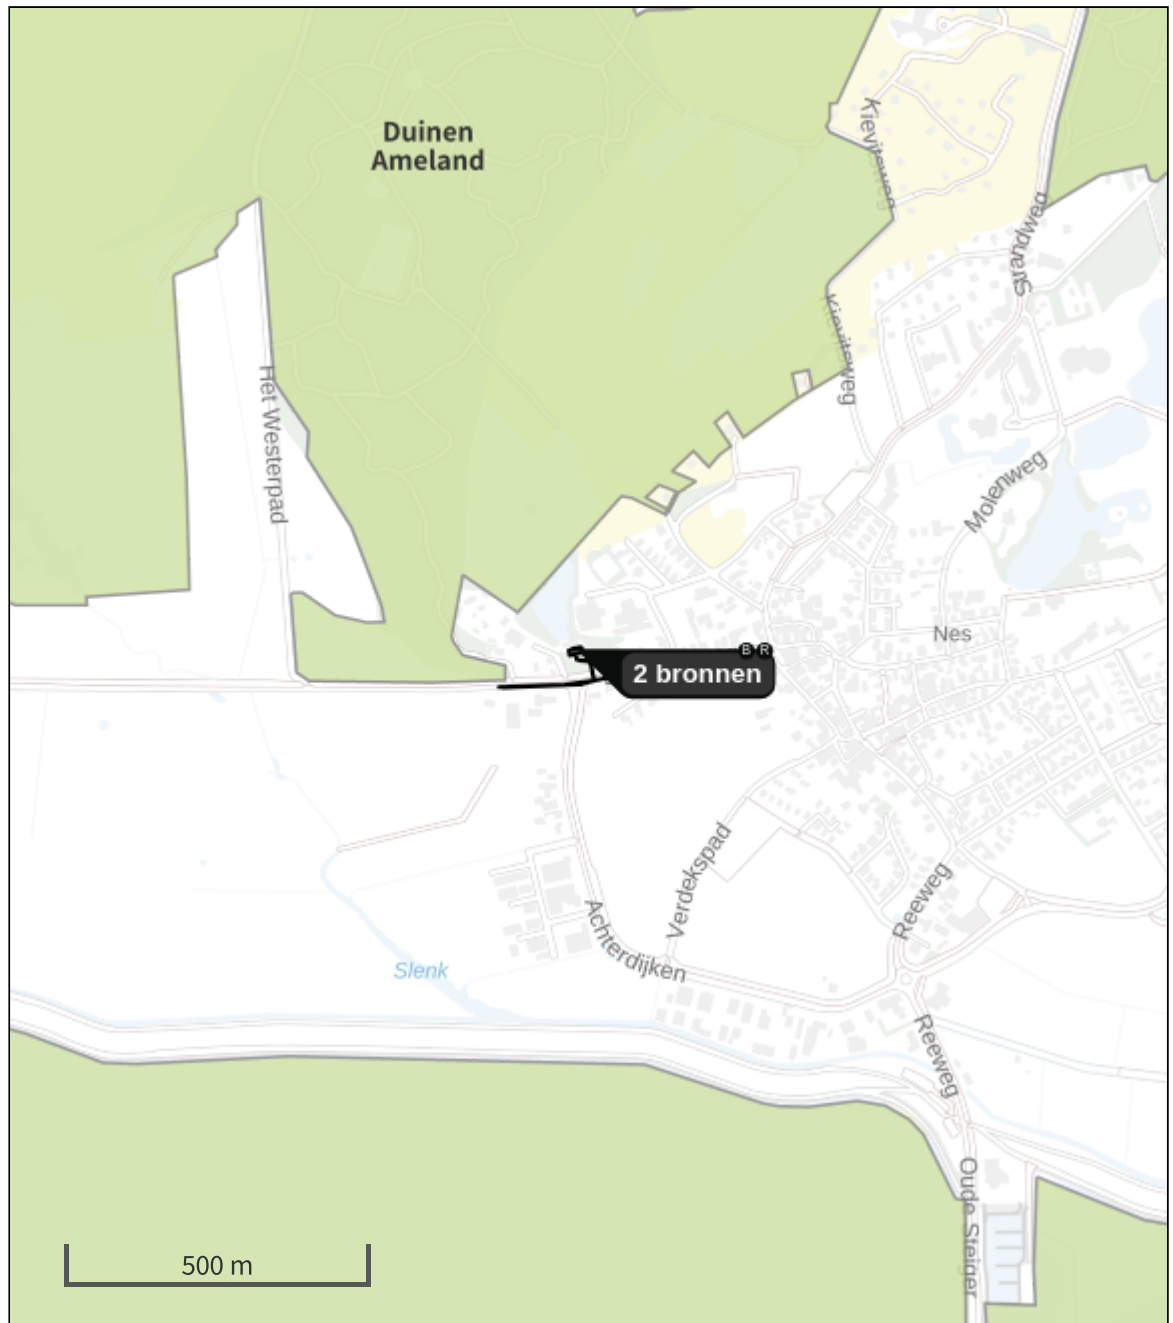 Duinen
Ameland
Kievitsweg
Strandweg
Kievitsweg
Het Westerpad
Molenweg
Nes
B R
2 bronnen
Verdekspad
Reeweg
Achterdijken
Slenk
Reeweg
Oude Steiger
500 m